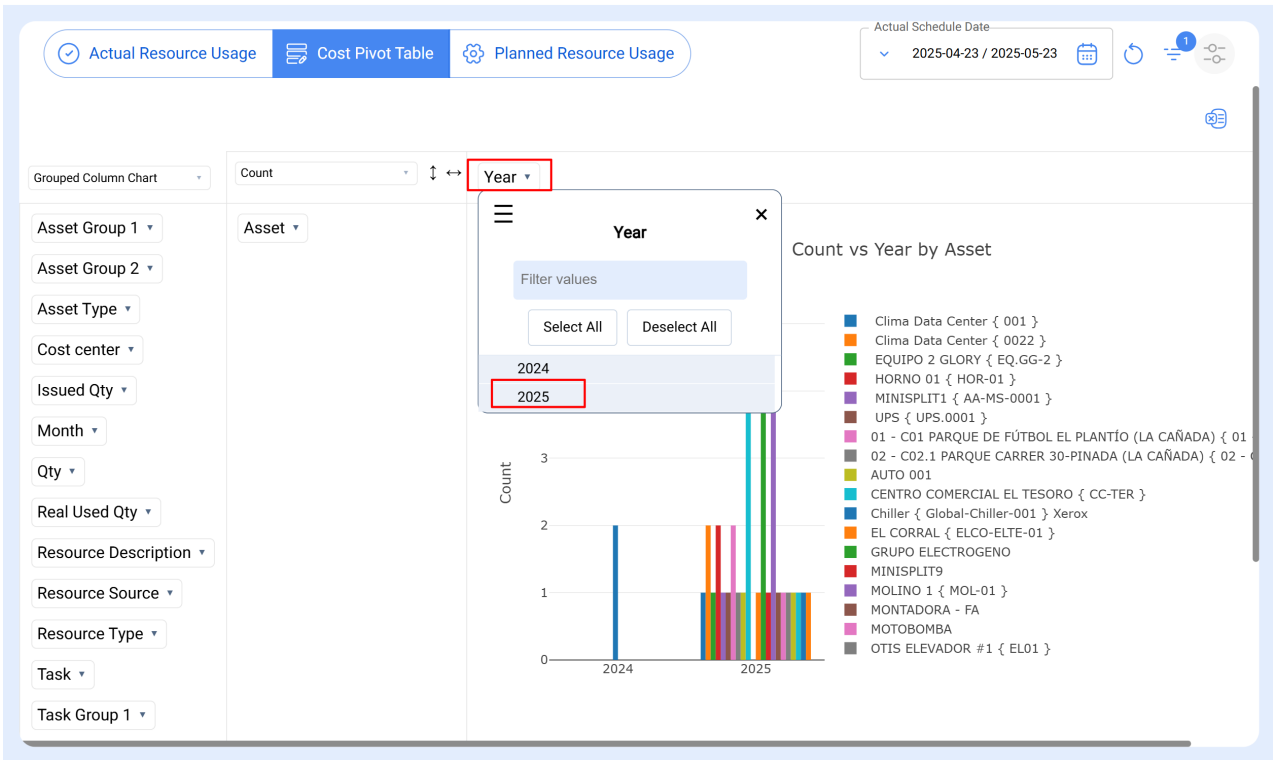 Actual Resource Usage
Cost Pivot Table
Planned Resource Usage
Actual Schedule Date
2025-04-23 / 2025-05-23
1
Grouped Column Chart
Count
Year
Asset Group 1
Asset Group 2
Asset Type
Cost center
Issued Qty
Month
Qty
Real Used Qty
Resource Description
Resource Source
Resource Type
Task
Task Group 1
Asset
Year
Filter values
Select All
Deselect All
2024
2025
Count vs Year by Asset
Count
3
2
1
0
2024
2025
Clima Data Center { 001 }
Clima Data Center { 0022 }
EQUIPO 2 GLORY { EQ.GG-2 }
HORNO 01 { HOR-01 }
MINISPLIT1 { AA-MS-0001 }
UPS { UPS.0001 }
01 - C01 PARQUE DE FÚTBOL EL PLANTÍO (LA CAÑADA) { 01
02 - C02.1 PARQUE CARRER 30-PINADA (LA CAÑADA) { 02 -
AUTO 001
CENTRO COMERCIAL EL TESORO { CC-TER }
Chiller { Global-Chiller-001 } Xerox
EL CORRAL { ELCO-ELTE-01 }
GRUPO ELECTROGENO
MINISPLIT9
MOLINO 1 { MOL-01 }
MONTADORA - FA
MOTOBOMBA
OTIS ELEVADOR #1 { EL01 }